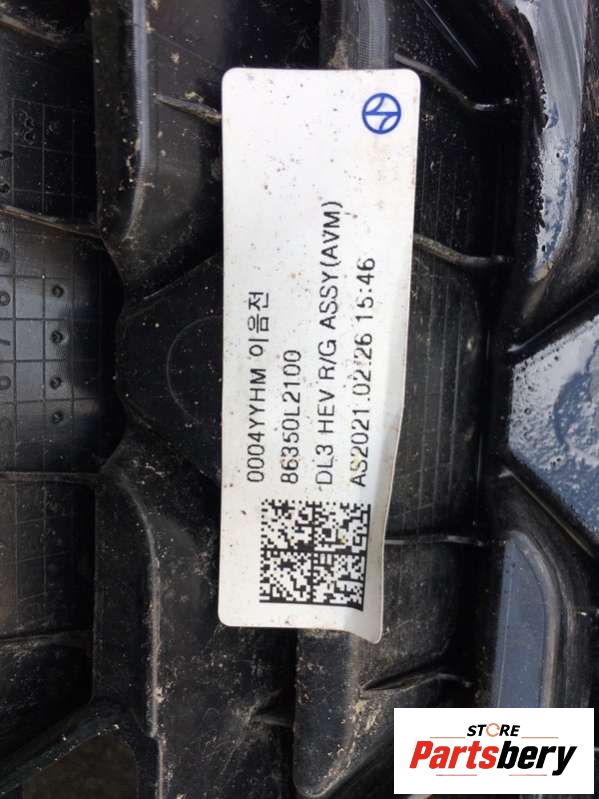 0004YYHM 이음전
86350L2100
DL3 HEV R/G ASSY(AVM)
AS2021.02.26 15:46
STORE
Partsbery